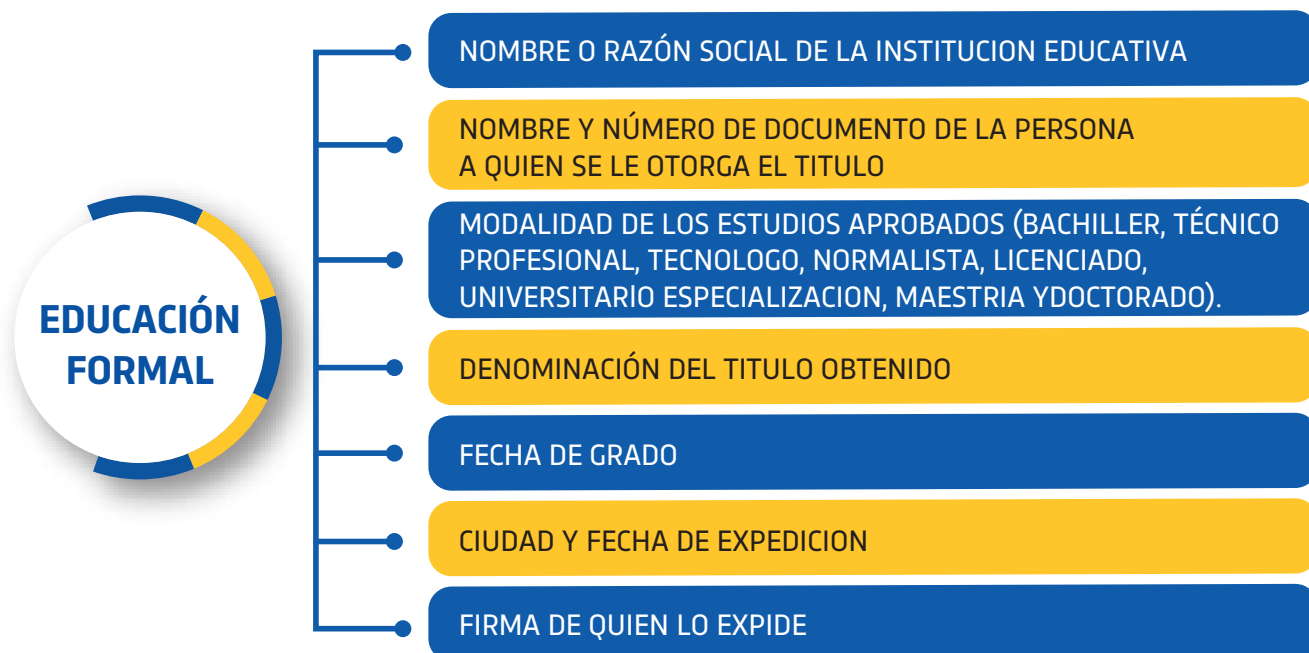 EDUCACIÓN
FORMAL
NOMBRE O RAZÓN SOCIAL DE LA INSTITUCION EDUCATIVA
NOMBRE Y NÚMERO DE DOCUMENTO DE LA PERSONA
A QUIEN SE LE OTORGA EL TITULO
MODALIDAD DE LOS ESTUDIOS APROBADOS (BACHILLER, TÉCNICO
PROFESIONAL, TECNOLOGO, NORMALISTA, LICENCIADO,
UNIVERSITARlO ESPECIALIZACION, MAESTRIA YDOCTORADO).
DENOMINACIÓN DEL TITULO OBTENIDO
FECHA DE GRADO
CIUDAD Y FECHA DE EXPEDICION
FIRMA DE QUIEN LO EXPIDE